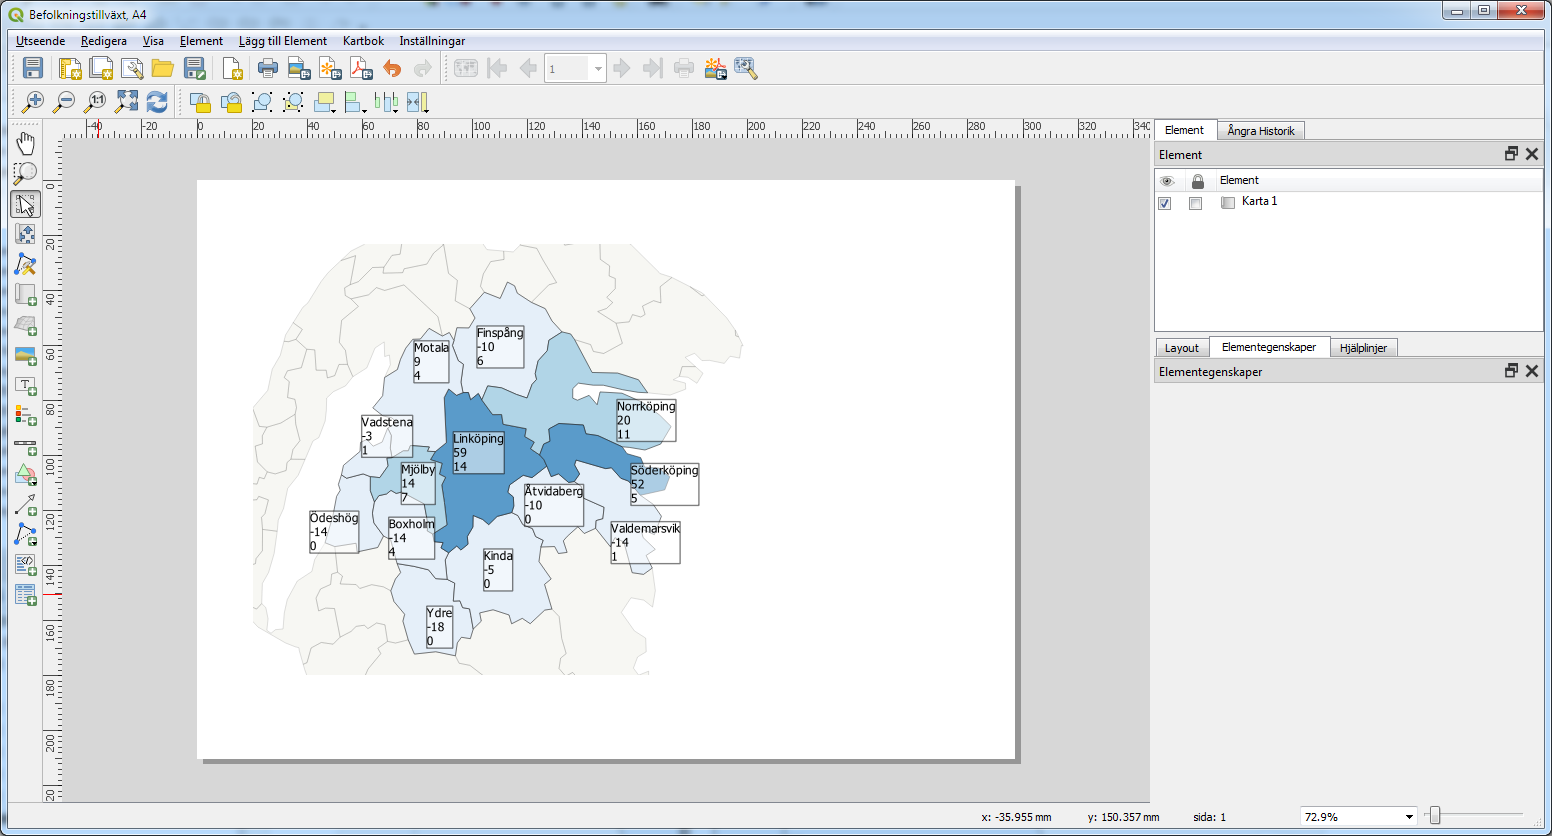 Befolkningstillväxt, A4
Utseende Redigera Visa Element Lägg till Element Kartbok Inställningar
1
1:1
-40 -20 0 20 40 60 80 100 120 140 160 180 200 220 240 260 280 300 320 340
0
20
40
60
80
100
120
140
160
180
200
Finspång
-10
6
Motala
9
4
Norrköping
20
11
Vadstena
-3
1
Linköping
59
14
Mjölby
14
7
Söderköping
52
5
Åtvidaberg
-10
0
Ödeshög
-14
0
Boxholm
-14
4
Valdemarsvik
-14
1
Kinda
-5
0
Ydre
-18
0
Element Ångra Historik
Element
Element
Karta 1
Layout Elementegenskaper Hjälplinjer
Elementegenskaper
x: -35.955 mm y: 150.357 mm sida: 1 72.9%